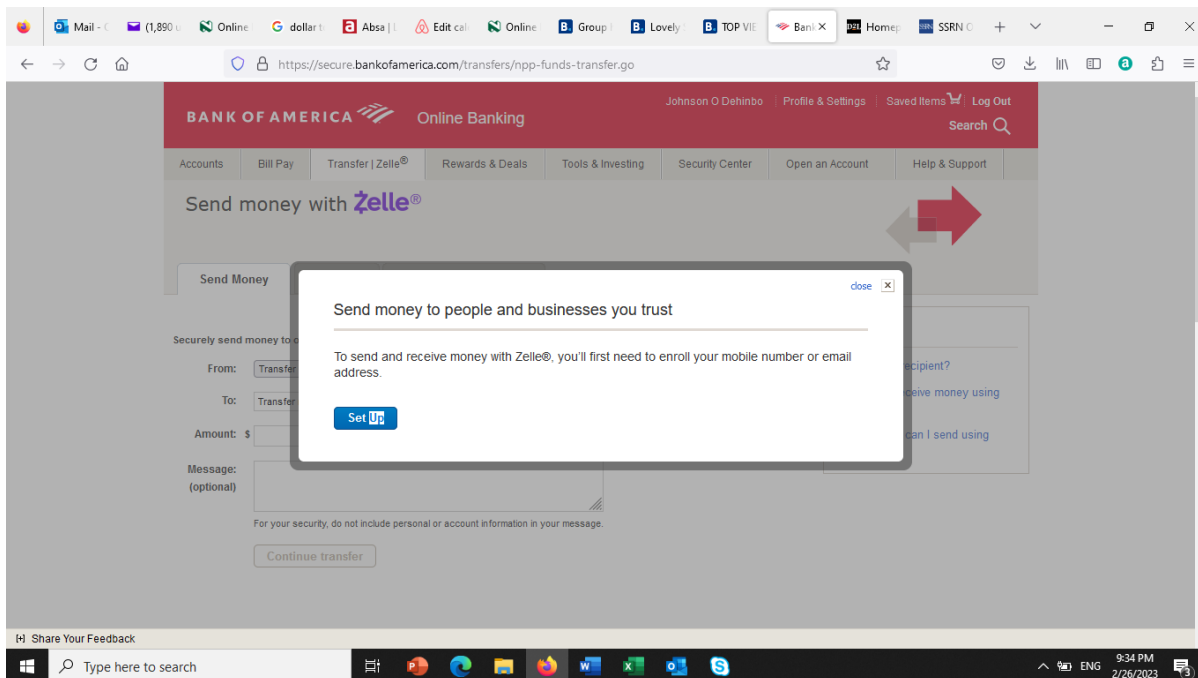 Mail - C
(1,890 u
Online
dollar t
Absa | L
Edit cale
Online
Group f
Lovely
TOP VIE
Bank
Homep
SSRN C
https://secure.bankofamerica.com/transfers/npp-funds-transfer.go
Johnson O Dehinbo | Profile & Settings | Saved Items | Log Out
BANK OF AMERICA Online Banking
Search
Accounts Bill Pay Transfer | Zelle® Rewards & Deals Tools & Investing Security Center Open an Account Help & Support
Send money with Zelle®
Send Money
close x
Send money to people and businesses you trust
Securely send money to
To send and receive money with Zelle®, you'll first need to enroll your mobile number or email
address.
From: Transfer
ecipient?
To: Transfer
ceive money using
Set Up
Amount: $
can I send using
Message:
(optional)
For your security, do not include personal or account information in your message.
Continue transfer
[+] Share Your Feedback
Type here to search
ENG
9:34 PM
2/26/2023
3